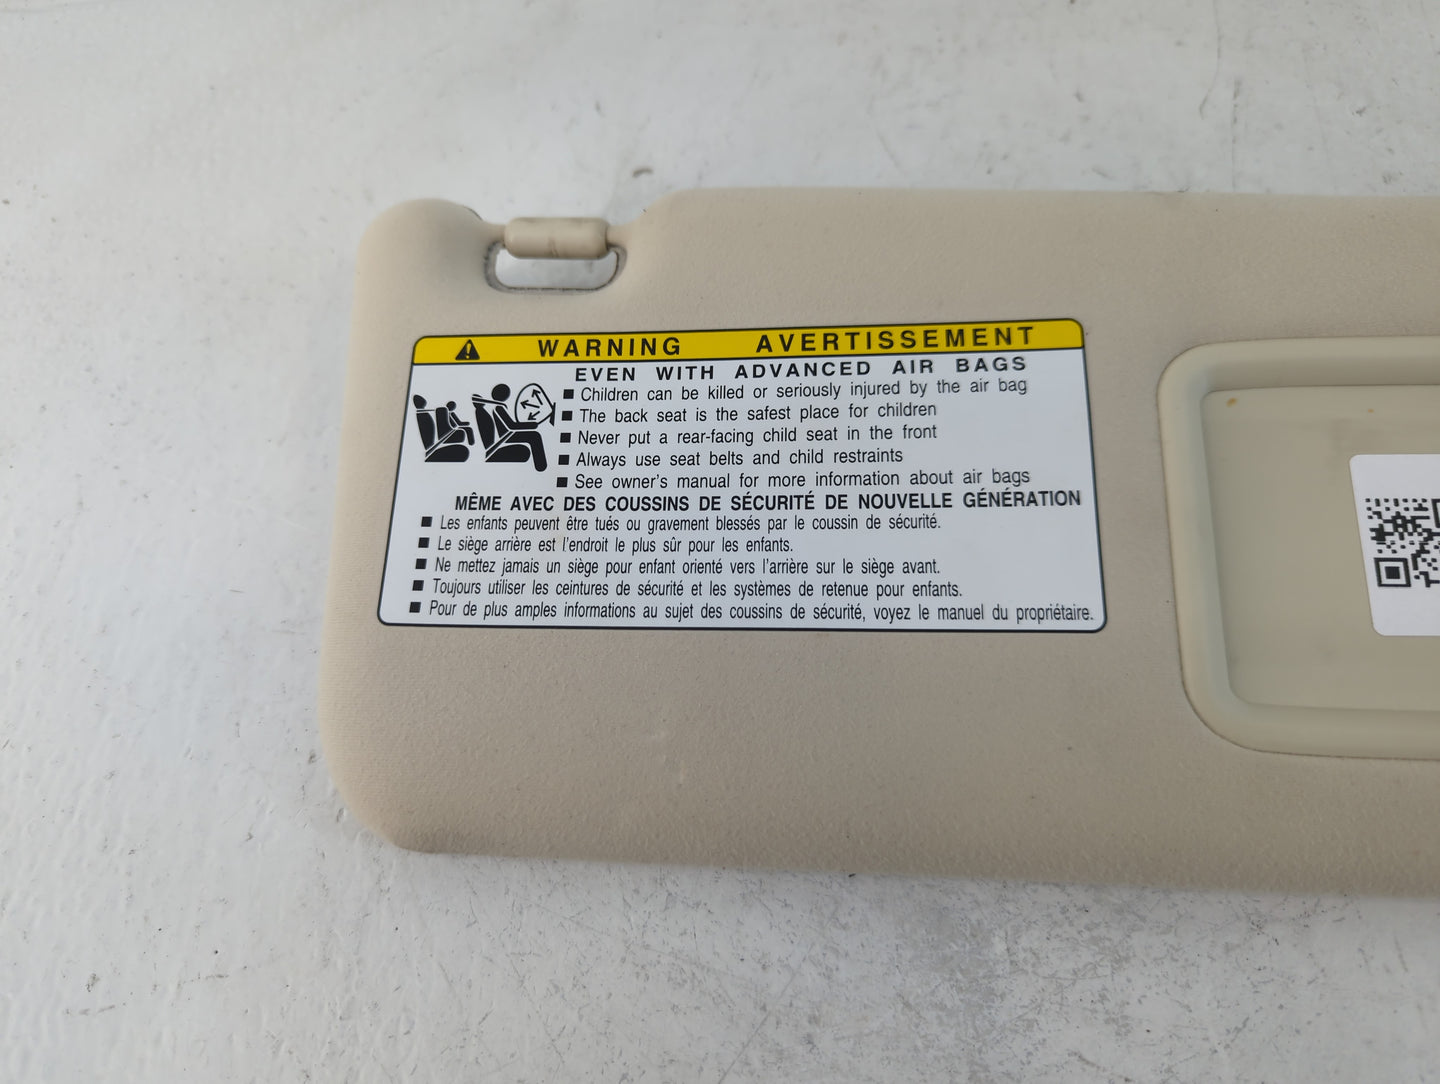 WARNING AVERTISSEMENT
EVEN WITH ADVANCED AIR BAGS
■ Children can be killed or seriously injured by the air bag
■ The back seat is the safest place for children
■ Never put a rear-facing child seat in the front
■ Always use seat belts and child restraints
■ See owner's manual for more information about air bags
MÊME AVEC DES COUSSINS DE SÉCURITÉ DE NOUVELLE GÉNÉRATION
■ Les enfants peuvent être tués ou gravement blessés par le coussin de sécurité.
■ Le siège arrière est l'endroit le plus sûr pour les enfants.
■ Ne mettez jamais un siège pour enfant orienté vers l'arrière sur le siège avant.
■ Toujours utiliser les ceintures de sécurité et les systèmes de retenue pour enfants.
■ Pour de plus amples informations au sujet des coussins de sécurité, voyez le manuel du propriétaire.